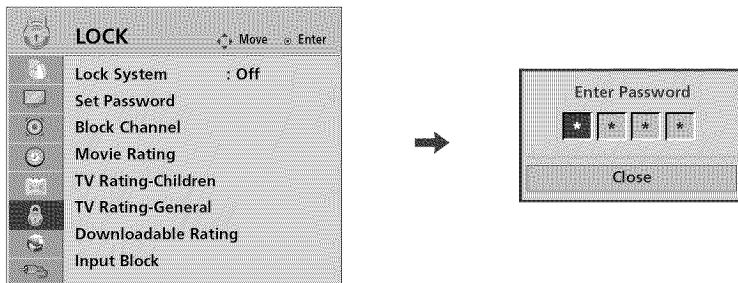 LOCK
Move Enter
Lock System : Off
Set Password
Block Channel
Movie Rating
TV Rating-Children
TV Rating-General
Downloadable Rating
Input Block
Enter Password
* * * *
Close